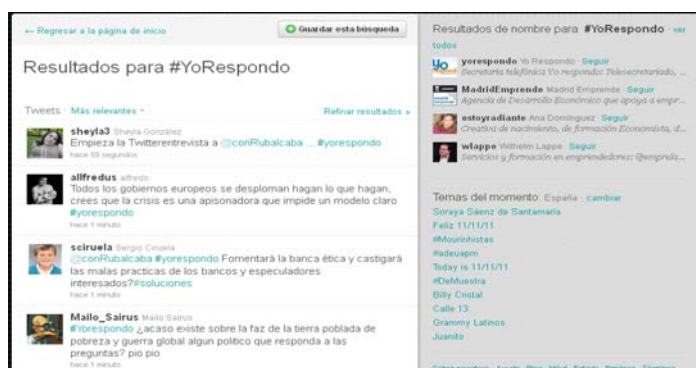 ← Regresar a la página de inicio
Guardar esta búsqueda
Resultados para #YoRespondo
Tweets · Más relevantes
Refinar resultados »
sheyla3 Sheyla González
Empieza la Twitterentrevista a @conRubalcaba ... #yorespondo
hace 59 segundos
allfredus alfredo
Todos los gobiernos europeos se desploman hagan lo que hagan,
crees que la crisis es una apisonadora que impide un modelo claro
#yorespondo
hace 1 minuto
sciruela Sergio
@conRubalcaba #yorespondo Fomentará la banca ética y castigará
las malas practicas de los bancos y especuladores
interesados?#soluciones
hace 1 minuto
Mailo_Sairus Mailo Sairus
#Yorespondo ¿acaso existe sobre la faz de la tierra poblada de
pobreza y guerra global algun politico que responda a las
preguntas? pio pio
hace 1 minuto
Resultados de nombre para #YoRespondo · ver
todos
yorespondo Yo Respondo · Seguir
Secretaria telefónica Yo respondo: Telesecretariado, ...
MadridEmprende Madrid Emprende · Seguir
Agencia de Desarrollo Económico que apoya a empr...
estoyradiante Ana Domínguez · Seguir
Creativa de nacimiento, de formación Economista, d...
wlappe Wilhelm Lappe · Seguir
Servicios y formación en emprendedores: @emprela...
Temas del momento: España · cambiar
Soraya Sáenz de Santamaría
Feliz 11/11/11
#Mourinhistas
#adeuapm
Today is 11/11/11
#DeMuestra
Billy Cristal
Calle 13
Grammy Latinos
Juanito